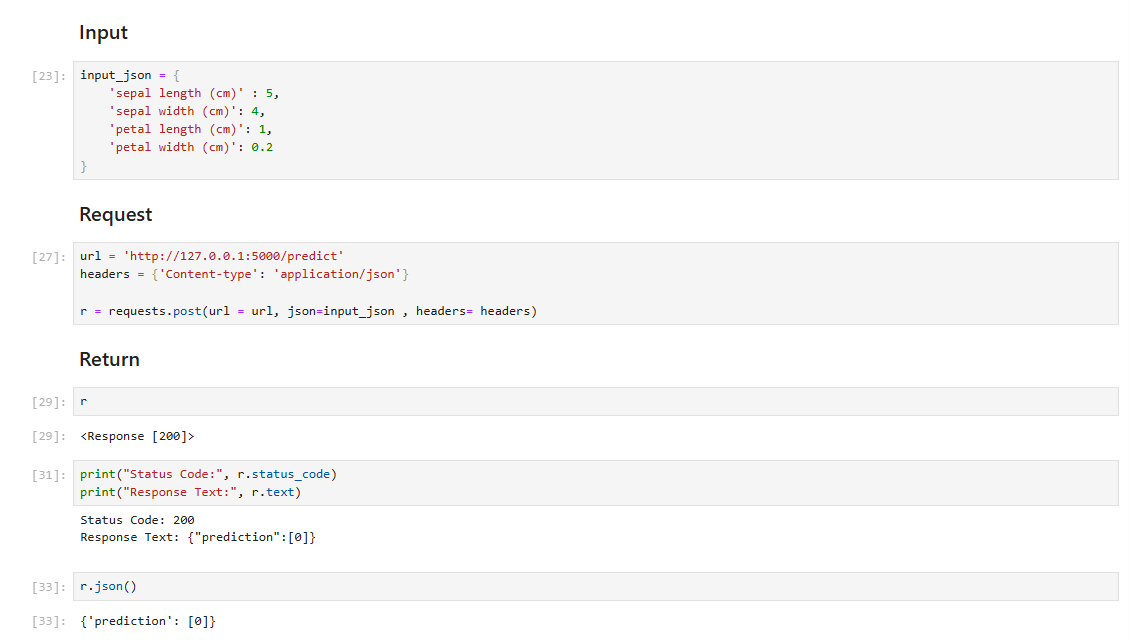 Input
[23]: input_json = {
    'sepal length (cm)' : 5,
    'sepal width (cm)': 4,
    'petal length (cm)': 1,
    'petal width (cm)': 0.2
}
Request
[27]: url = 'http://127.0.0.1:5000/predict'
headers = {'Content-type': 'application/json'}
r = requests.post(url = url, json=input_json , headers= headers)
Return
[29]: r
[29]: <Response [200]>
[31]: print("Status Code:", r.status_code)
print("Response Text:", r.text)
Status Code: 200
Response Text: {"prediction":[0]}
[33]: r.json()
[33]: {'prediction': [0]}